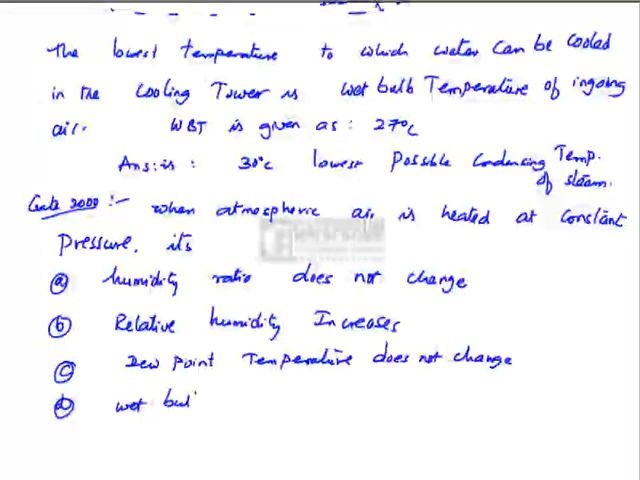 The lowest temperature to which water can be cooled
in the Cooling Tower is wet bulb Temperature of ingoing
air. WBT is given as : 27°C
Ans: is : 30°C lowest Possible Condensing Temp.
of steam.
Gate 2000 :- when atmospheric air is heated at Constant
Pressure, its
(a) humidity ratio does not change
(b) Relative humidity Increases
(c) Dew Point Temperature does not change
(d) wet bul